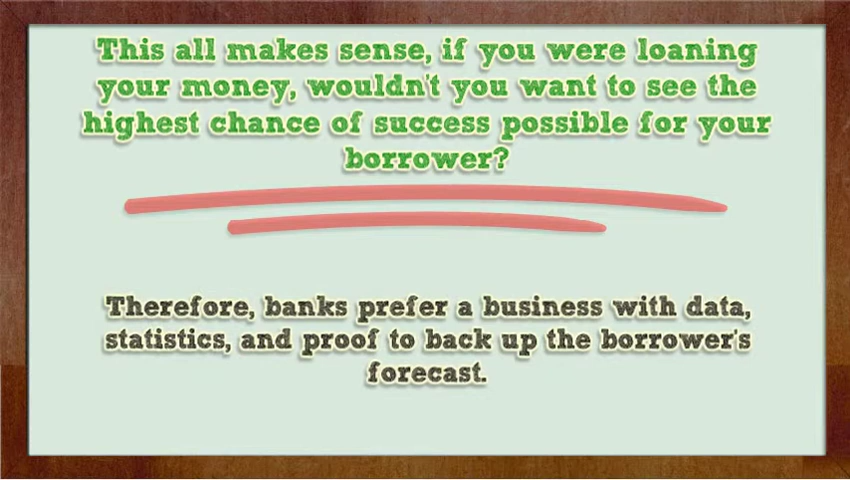 This all makes sense, if you were loaning
your money, wouldn't you want to see the
highest chance of success possible for your
borrower?
Therefore, banks prefer a business with data,
statistics, and proof to back up the borrower's
forecast.